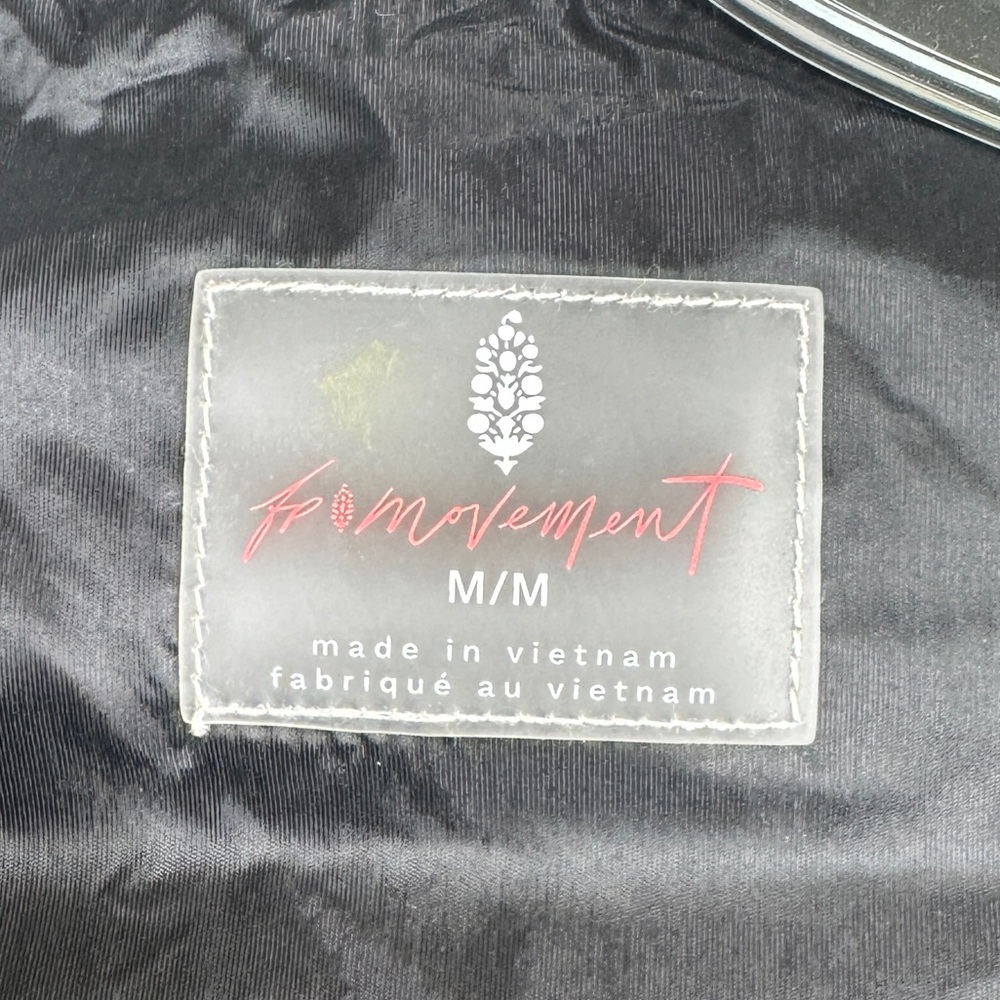 fp movement
M/M
made in vietnam
fabriqué au vietnam